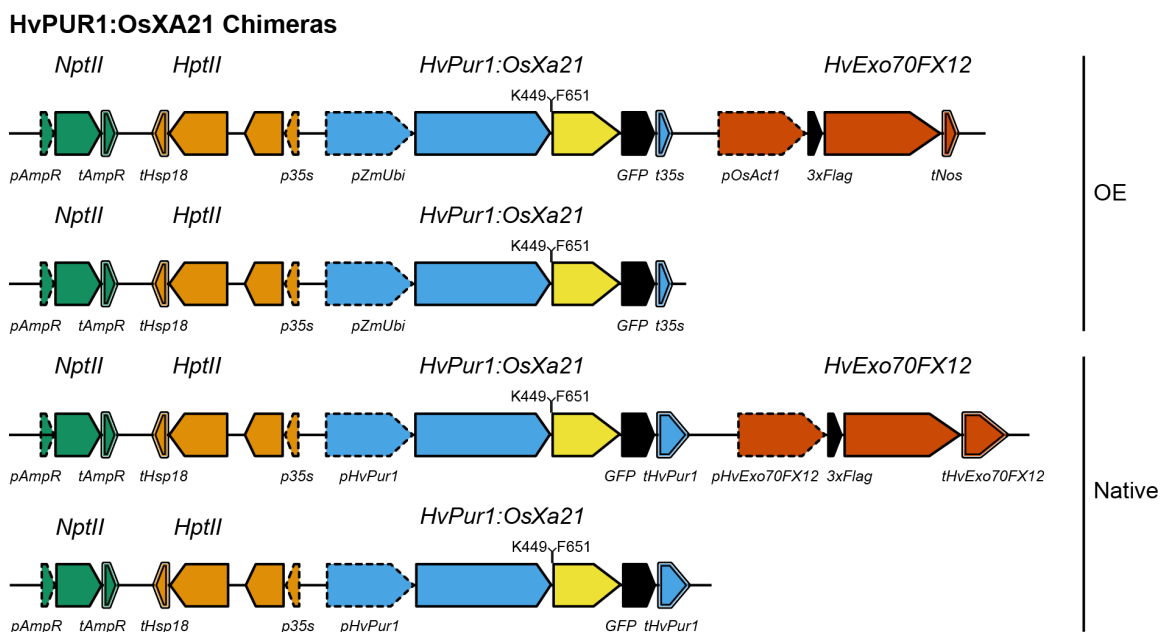 HvPUR1:OsXA21 Chimeras
NptII HptII HvPur1:OsXa21 HvExo70FX12
K449 F651
pAmpR tAmpR tHsp18 p35s pZmUbi GFP t35s pOsAct1 3xFlag tNos
OE
NptII HptII HvPur1:OsXa21
K449 F651
pAmpR tAmpR tHsp18 p35s pZmUbi GFP t35s
NptII HptII HvPur1:OsXa21 HvExo70FX12
K449 F651
pAmpR tAmpR tHsp18 p35s pHvPur1 GFP tHvPur1 pHvExo70FX12 3xFlag tHvExo70FX12
Native
NptII HptII HvPur1:OsXa21
K449 F651
pAmpR tAmpR tHsp18 p35s pHvPur1 GFP tHvPur1